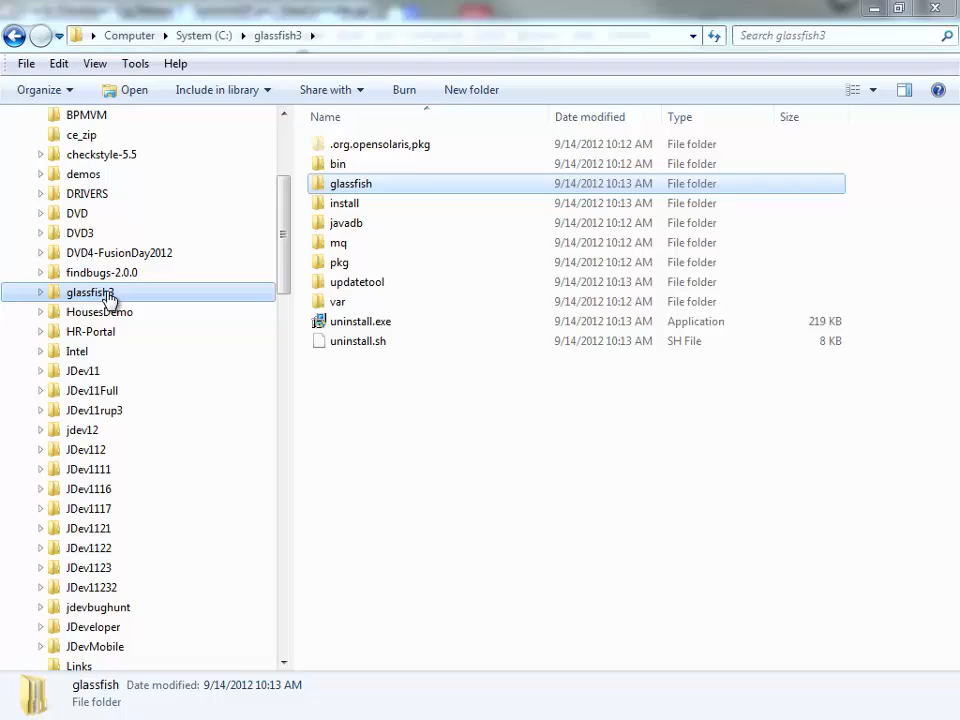 Computer System (C:) glassfish3 Search glassfish3
File Edit View Tools Help
Organize Open Include in library Share with Burn New folder
Name Date modified Type Size
BPMVM
ce_zip
checkstyle-5.5
demos
DRIVERS
DVD
DVD3
DVD4-FusionDay2012
findbugs-2.0.0
glassfish3
HousesDemo
HR-Portal
Intel
JDev11
JDev11Full
JDev11rup3
jdev12
JDev112
JDev1111
JDev1116
JDev1117
JDev1121
JDev1122
JDev1123
JDev11232
jdevbughunt
JDeveloper
JDevMobile
Links
.org.opensolaris,pkg 9/14/2012 10:12 AM File folder
bin 9/14/2012 10:12 AM File folder
glassfish 9/14/2012 10:13 AM File folder
install 9/14/2012 10:13 AM File folder
javadb 9/14/2012 10:12 AM File folder
mq 9/14/2012 10:12 AM File folder
pkg 9/14/2012 10:13 AM File folder
updatetool 9/14/2012 10:12 AM File folder
var 9/14/2012 10:13 AM File folder
uninstall.exe 9/14/2012 10:13 AM Application 219 KB
uninstall.sh 9/14/2012 10:13 AM SH File 8 KB
glassfish Date modified: 9/14/2012 10:13 AM
File folder